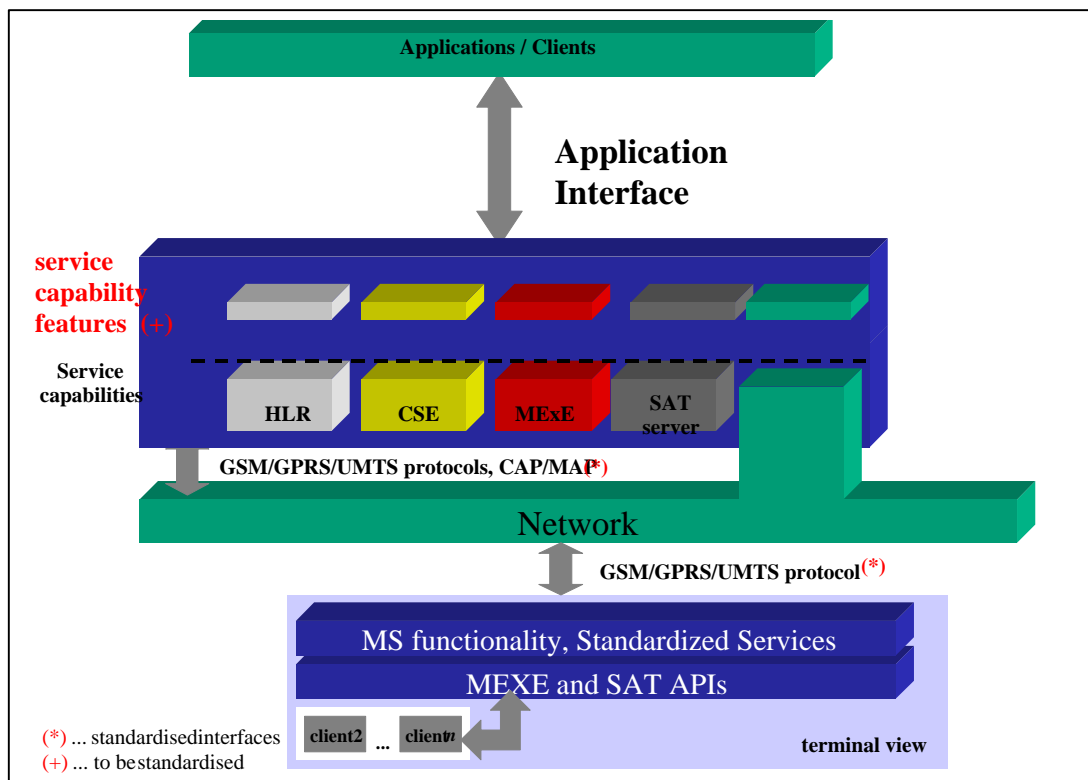 Applications / Clients
Application
Interface
service
capability
features (+)
Service
capabilities
HLR
CSE
MExE
SAT
server
GSM/GPRS/UMTS protocols, CAP/MAP(*)
Network
GSM/GPRS/UMTS protocol(*)
MS functionality, Standardized Services
MEXE and SAT APIs
client2 ... clientn
terminal view
(*) ... standardisedinterfaces
(+) ... to bestandardised